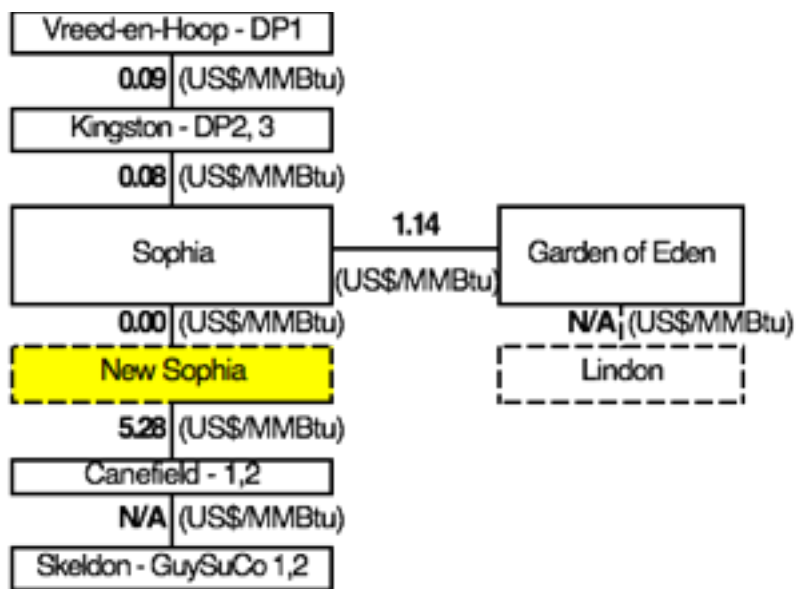 Vreed-en-Hoop - DP1
0.09 (US$/MMBtu)
Kingston - DP2, 3
0.08 (US$/MMBtu)
1.14
Sophia
Garden of Eden
(US$/MMBtu)
0.00 (US$/MMBtu)
N/A (US$/MMBtu)
New Sophia
Lindon
5.28 (US$/MMBtu)
Canefield - 1,2
N/A (US$/MMBtu)
Skeldon - GuySuCo 1,2